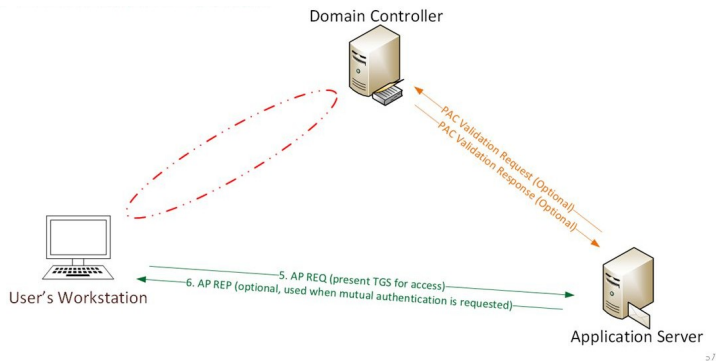 Domain Controller
PAC Validation Request (Optional)
PAC Validation Response (Optional)
5. AP REQ (present TGS for access)
6. AP REP (optional, used when mutual authentication is requested)
User's Workstation
Application Server
57